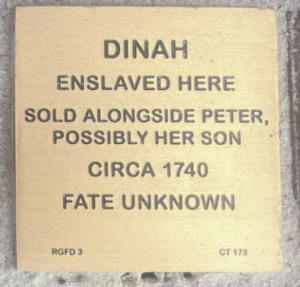 DINAH
ENSLAVED HERE
SOLD ALONGSIDE PETER,
POSSIBLY HER SON
CIRCA 1740
FATE UNKNOWN
RGFD 3 CT 173